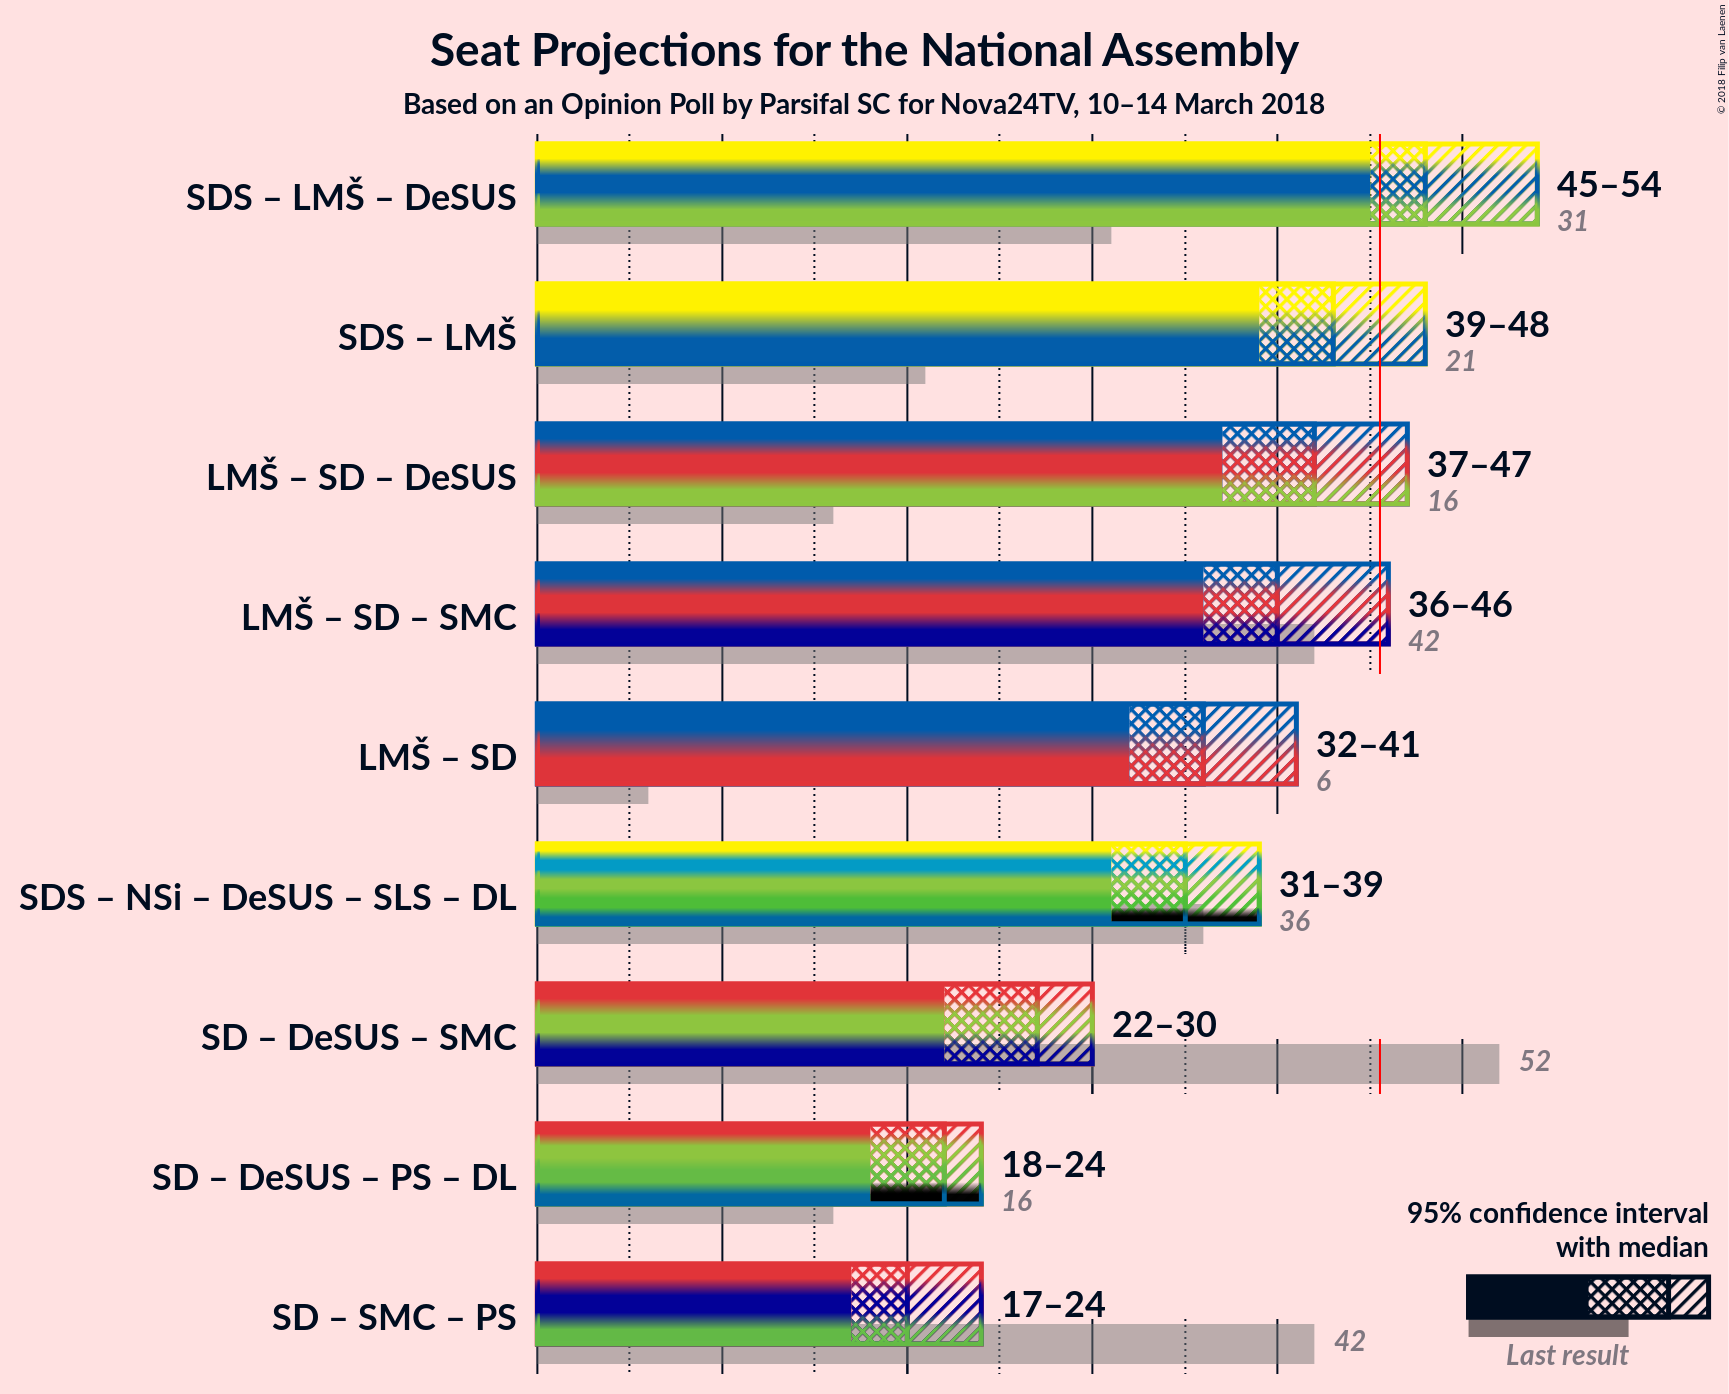 Seat Projections for the National Assembly
Based on an Opinion Poll by Parsifal SC for Nova24TV, 10–14 March 2018
© 2018 Filip van Laenen
SDS – LMŠ – DeSUS
45–54
31
SDS – LMŠ
39–48
21
LMŠ – SD – DeSUS
37–47
16
LMŠ – SD – SMC
36–46
42
LMŠ – SD
32–41
6
SDS – NSi – DeSUS – SLS – DL
31–39
36
SD – DeSUS – SMC
22–30
52
SD – DeSUS – PS – DL
18–24
16
SD – SMC – PS
17–24
42
95% confidence interval
with median
Last result